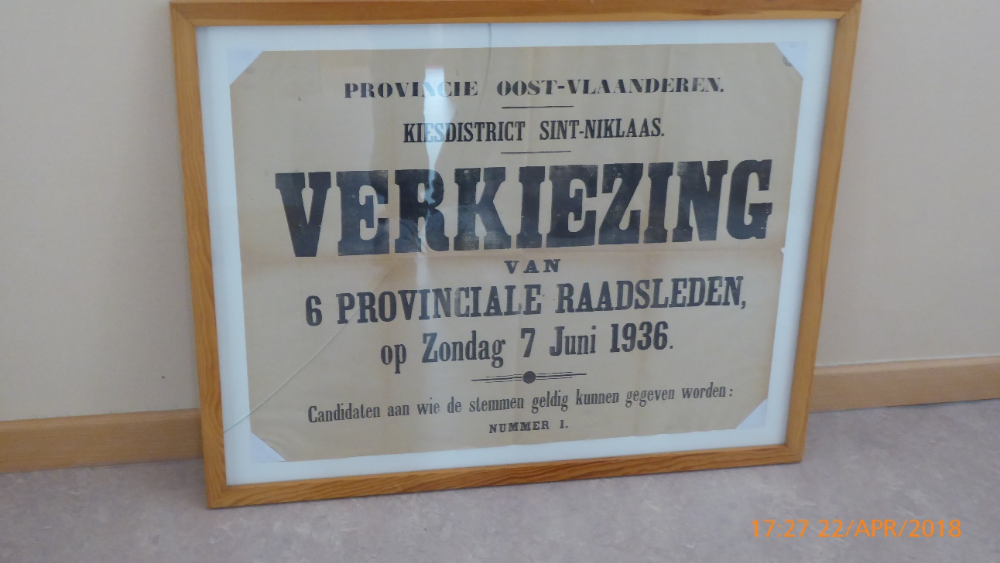 PROVINCIE OOST-VLAANDEREN.
KIESDISTRICT SINT-NIKLAAS.
VERKIEZING
VAN
6 PROVINCIALE RAADSLEDEN,
op Zondag 7 Juni 1936.
Candidaten aan wie de stemmen geldig kunnen gegeven worden:
NUMMER 1.
17:27 22/APR/2018